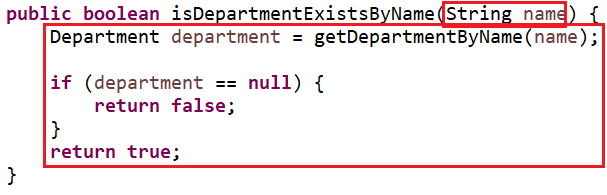 public boolean isDepartmentExistsByName(String name) {
    Department department = getDepartmentByName(name);

    if (department == null) {
        return false;
    }
    return true;
}